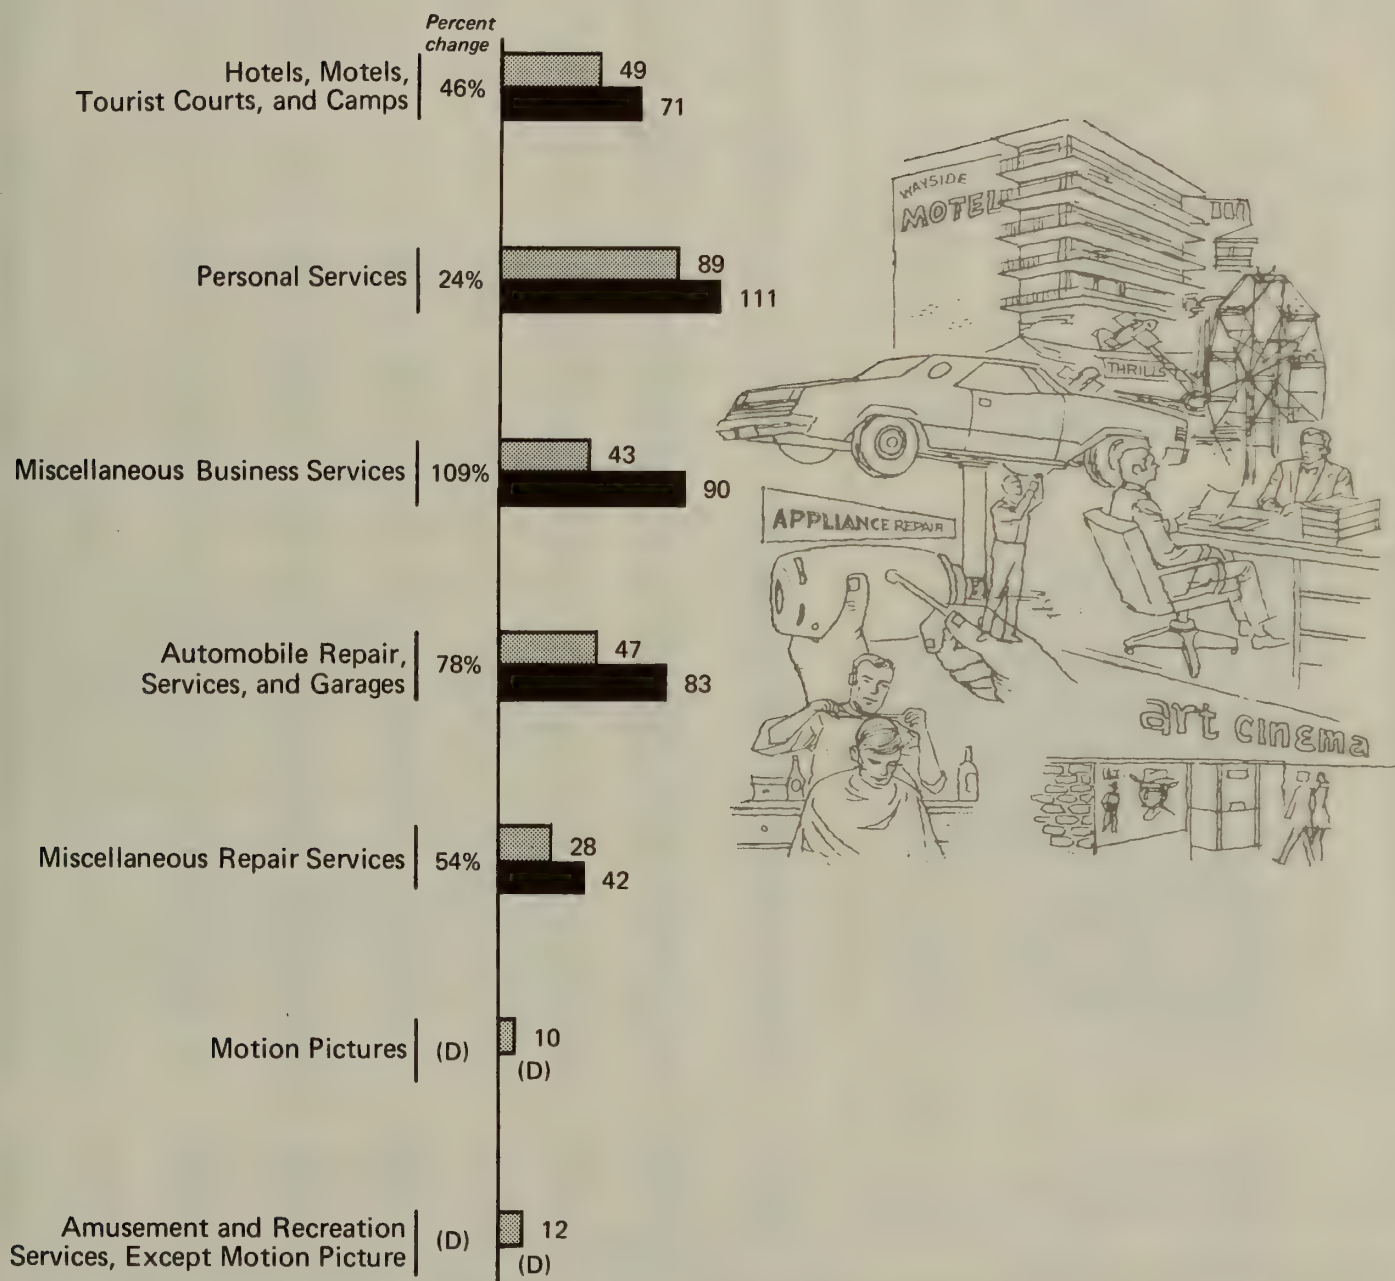 Percent
change
Hotels, Motels,
Tourist Courts, and Camps
46%
49
71
Personal Services
24%
89
111
Miscellaneous Business Services
109%
43
90
Automobile Repair,
Services, and Garages
78%
47
83
Miscellaneous Repair Services
54%
28
42
Motion Pictures
(D)
10
(D)
Amusement and Recreation
Services, Except Motion Picture
(D)
12
(D)
WAYSIDE
MOTEL
THRILLS
APPLIANCE REPAIR
art cinema